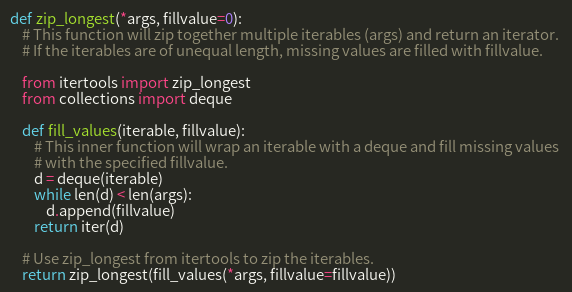 def zip_longest(*args, fillvalue=0):
# This function will zip together multiple iterables (args) and return an iterator.
# If the iterables are of unequal length, missing values are filled with fillvalue.
from itertools import zip_longest
from collections import deque
def fill_values(iterable, fillvalue):
# This inner function will wrap an iterable with a deque and fill missing values
# with the specified fillvalue.
d = deque(iterable)
while len(d) < len(args):
d.append(fillvalue)
return iter(d)
# Use zip_longest from itertools to zip the iterables.
return zip_longest(fill_values(*args, fillvalue=fillvalue))